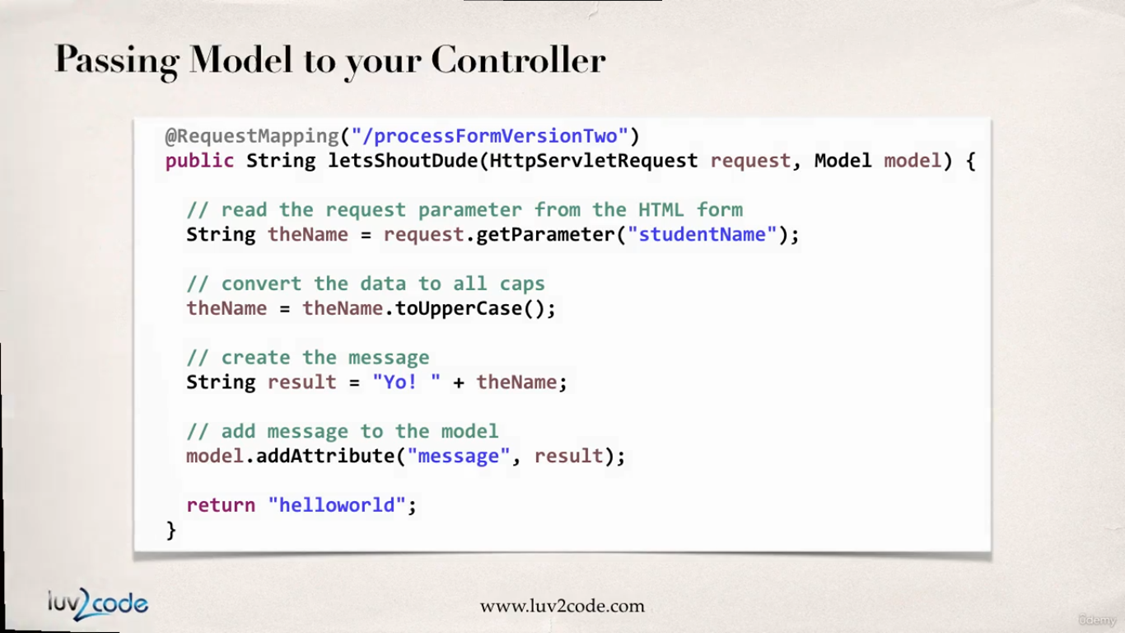 Passing Model to your Controller
@RequestMapping("/processFormVersionTwo")
public String letsShoutDude(HttpServletRequest request, Model model) {
// read the request parameter from the HTML form
String theName = request.getParameter("studentName");
// convert the data to all caps
theName = theName.toUpperCase();
// create the message
String result = "Yo! " + theName;
// add message to the model
model.addAttribute("message", result);
return "helloworld";
}
luv2code
www.luv2code.com
ûdemy